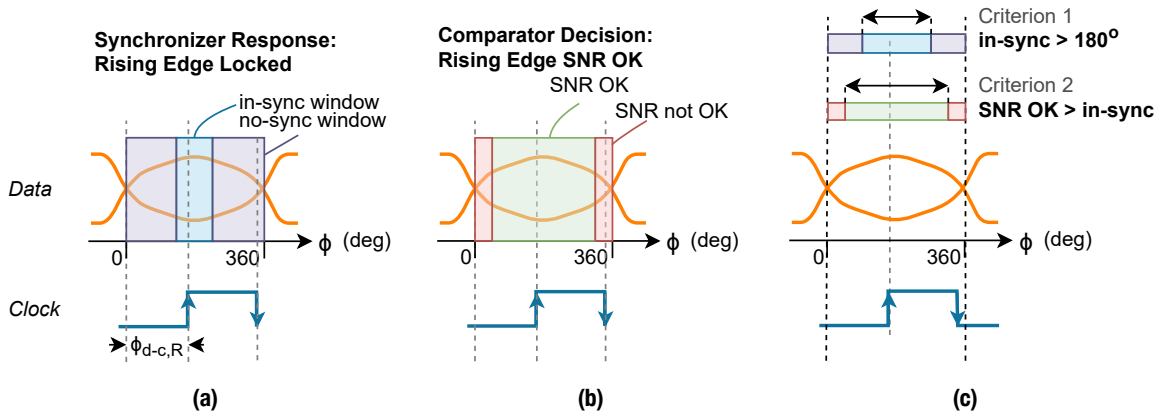 Synchronizer Response:
Rising Edge Locked
in-sync window
no-sync window
Data
0
360
ϕ (deg)
Clock
ϕd-c,R
(a)
Comparator Decision:
Rising Edge SNR OK
SNR OK
SNR not OK
0
360
ϕ (deg)
(b)
Criterion 1
in-sync > 180°
Criterion 2
SNR OK > in-sync
0
360
ϕ (deg)
(c)